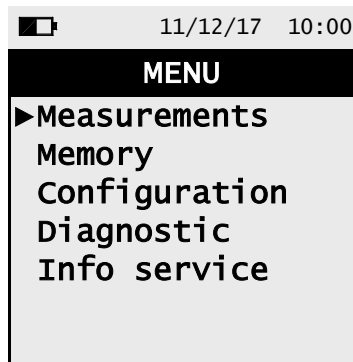 11/12/17 10:00
MENU
Measurements
Memory
Configuration
Diagnostic
Info service